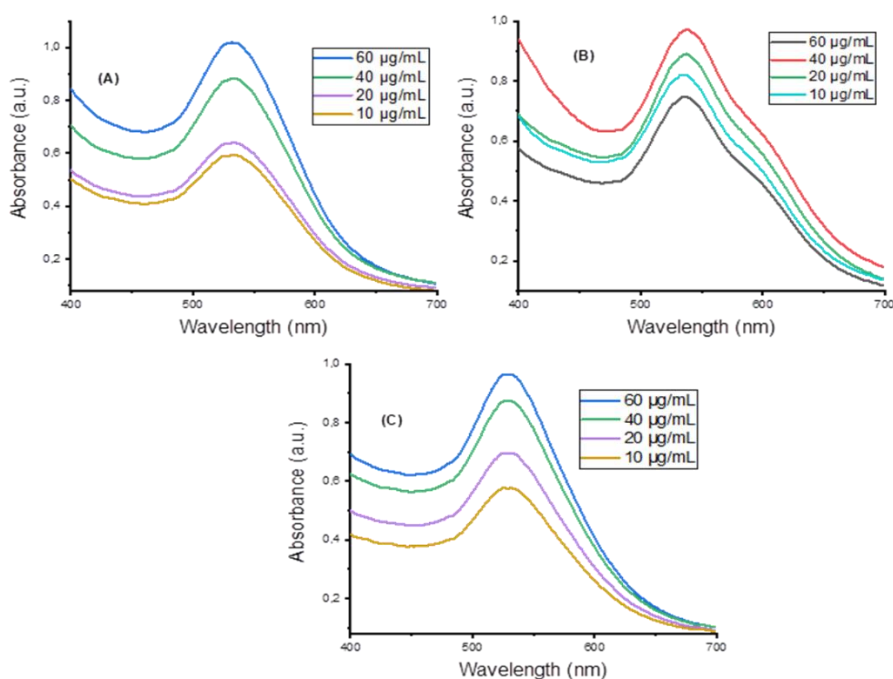 (A)
60 µg/mL
40 µg/mL
20 µg/mL
10 µg/mL
Absorbance (a.u.)
1,0
0,8
0,6
0,4
0,2
400
500
600
700
Wavelength (nm)
(B)
60 µg/mL
40 µg/mL
20 µg/mL
10 µg/mL
Absorbance (a.u.)
1,0
0,8
0,6
0,4
0,2
400
500
600
700
Wavelength (nm)
(C)
60 µg/mL
40 µg/mL
20 µg/mL
10 µg/mL
Absorbance (a.u.)
1,0
0,8
0,6
0,4
0,2
400
500
600
700
Wavelength (nm)